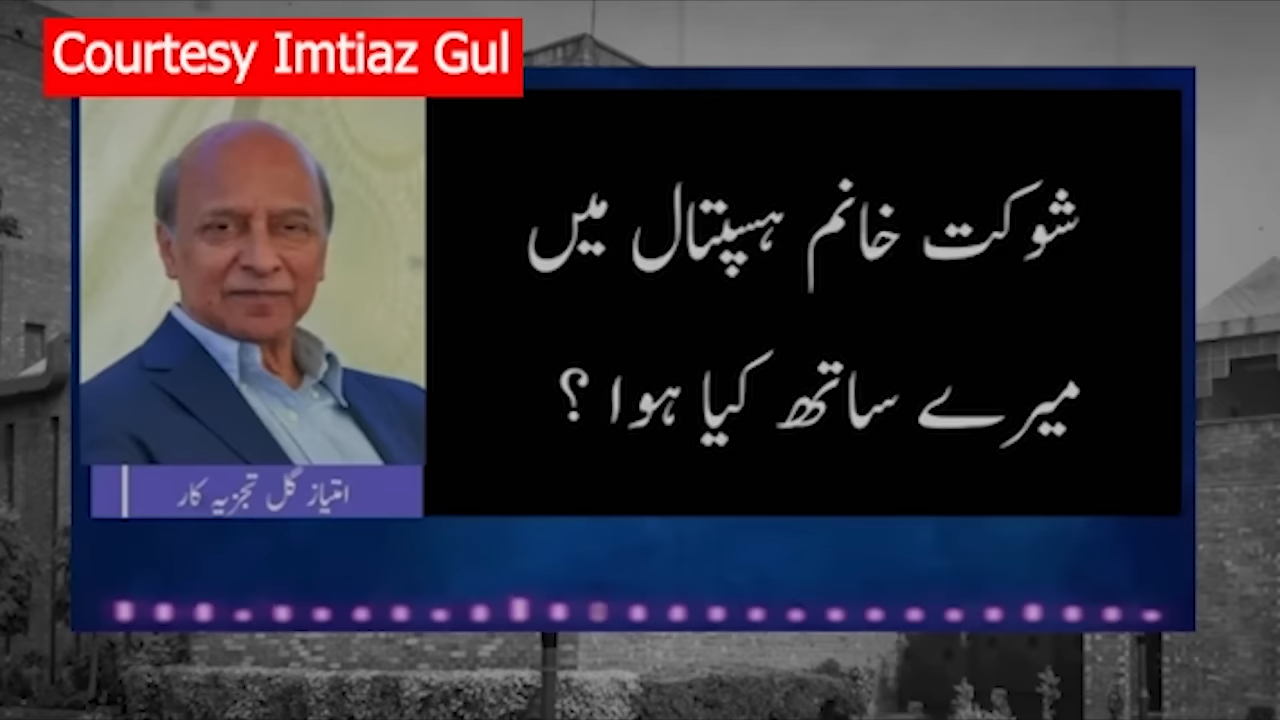 Courtesy Imtiaz Gul
شوکت خانم ہسپتال میں
میرے ساتھ کیا ہوا ؟
امتیاز گل تجزیہ کار